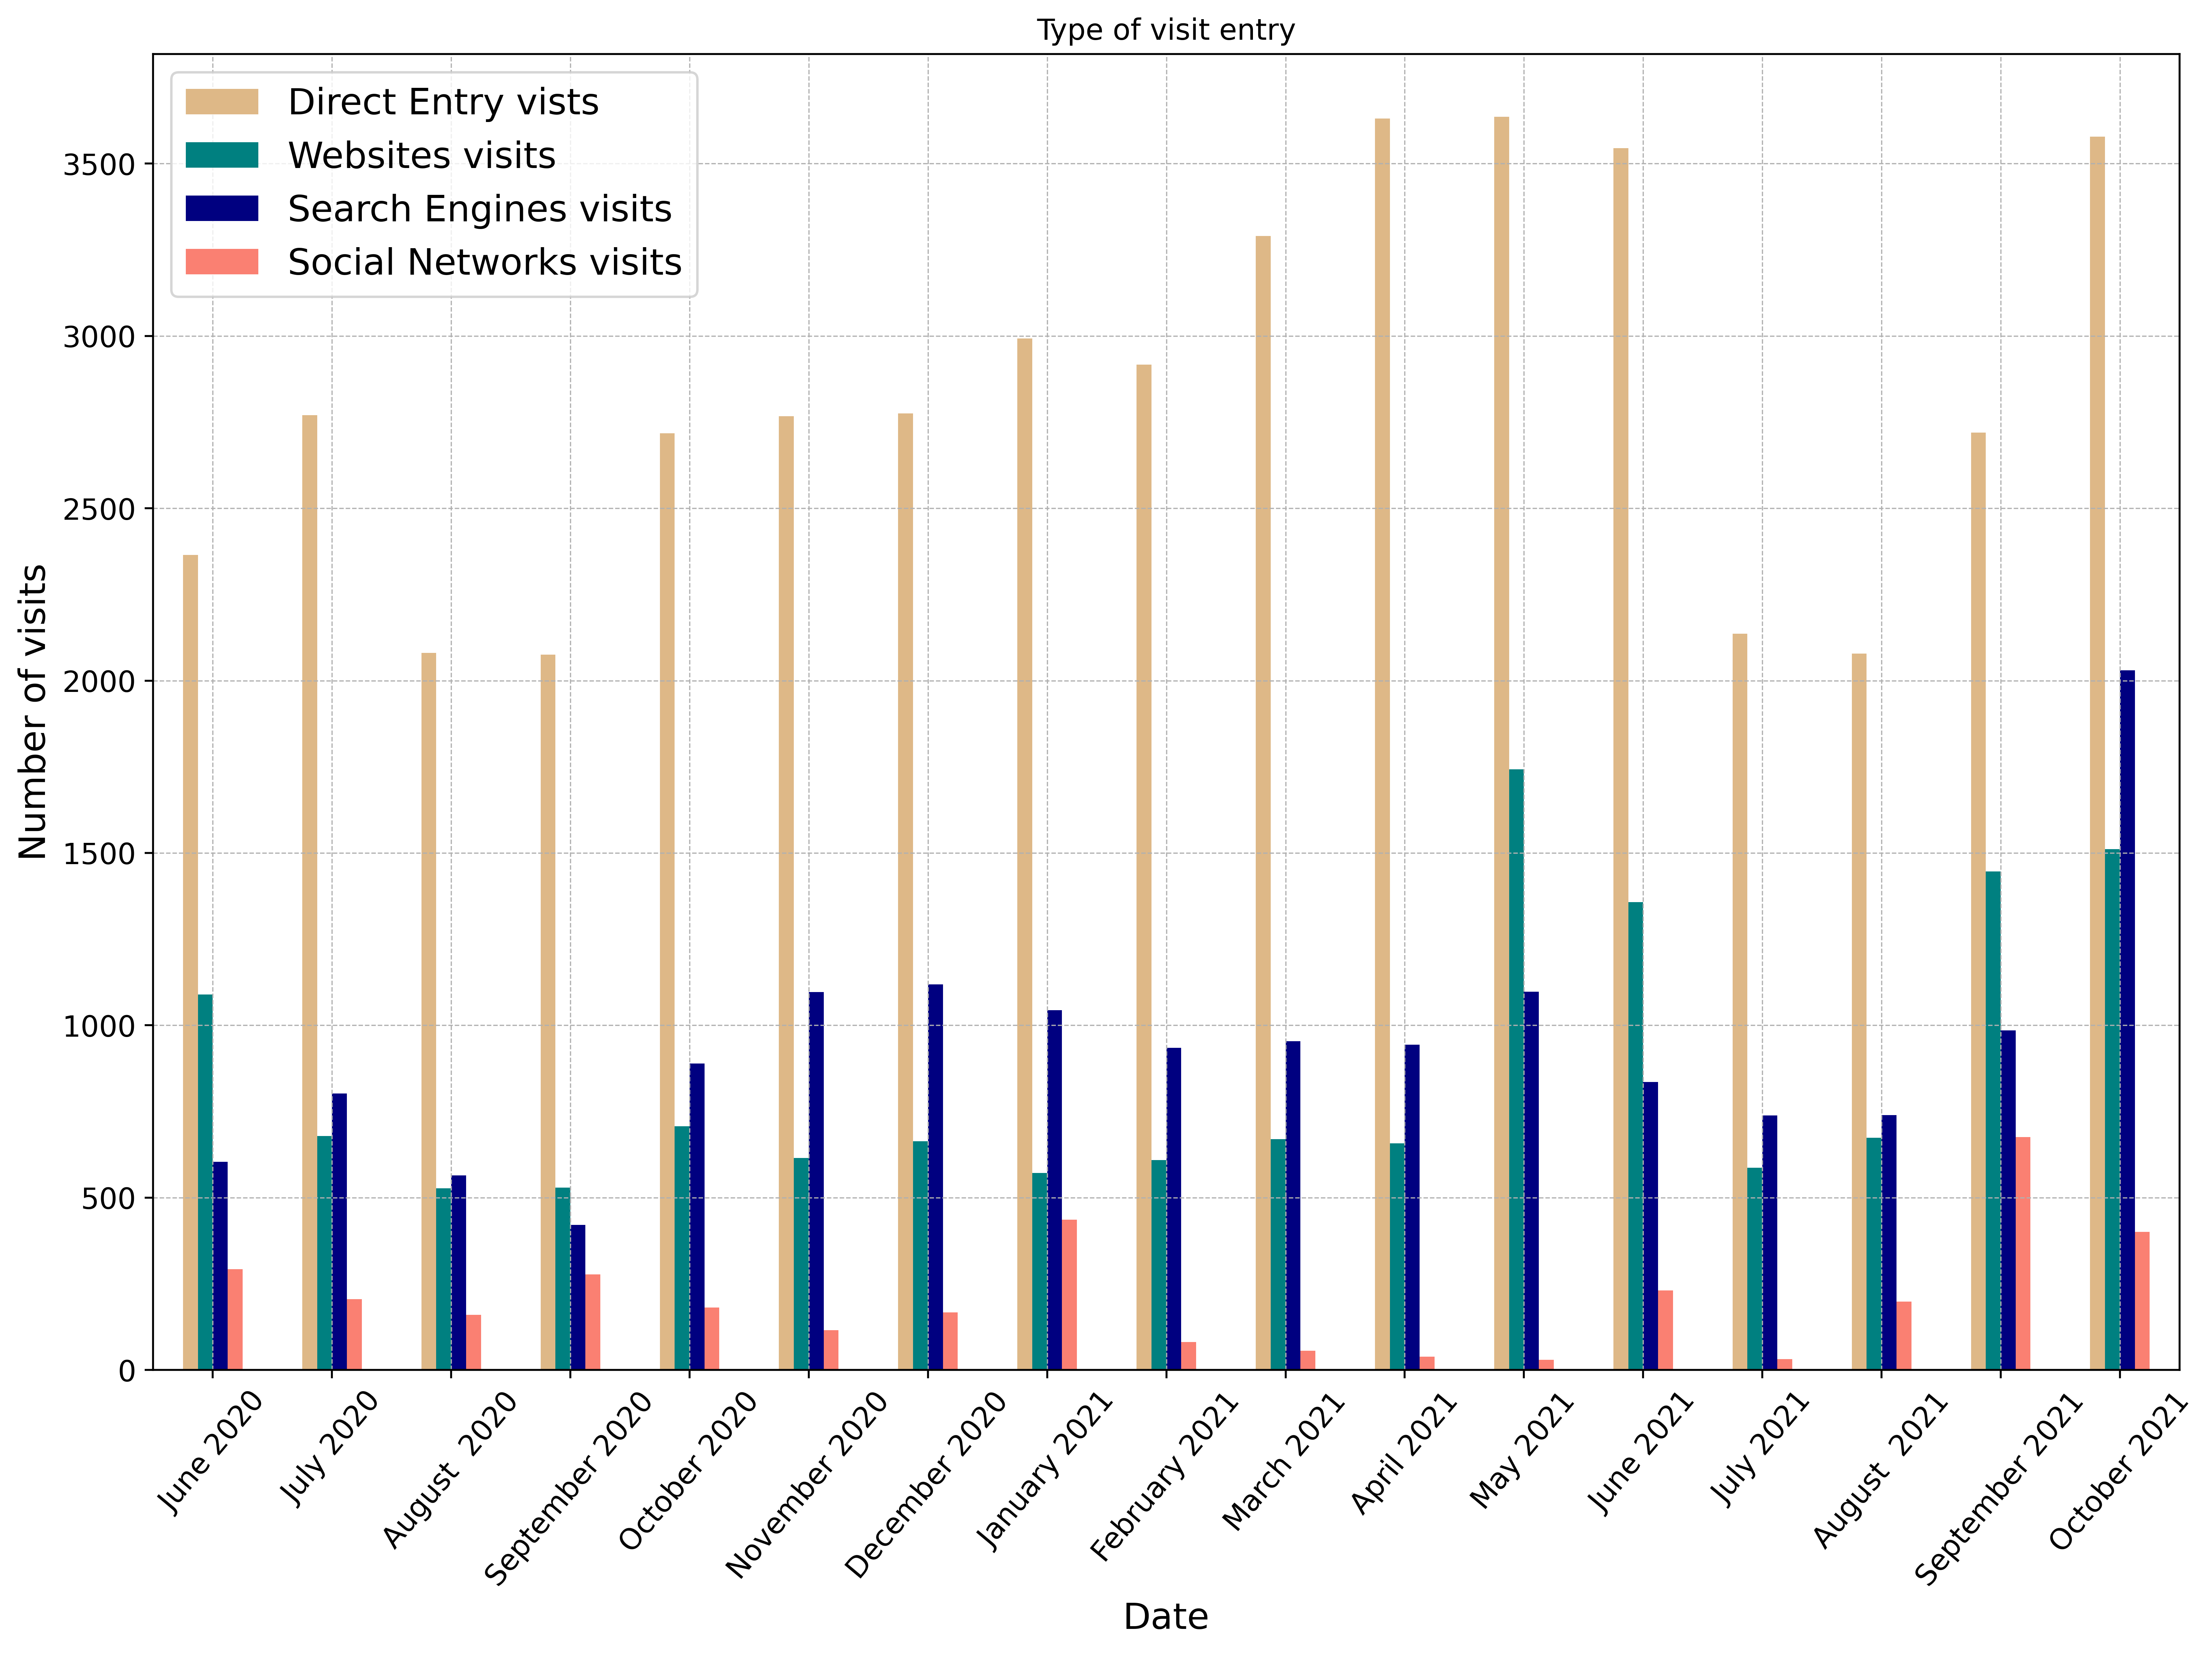 Type of visit entry
Direct Entry vists
Websites visits
Search Engines visits
Social Networks visits
Number of visits
3500
3000
2500
2000
1500
1000
500
0
June 2020
July 2020
August  2020
September 2020
October 2020
November 2020
December 2020
January 2021
February 2021
March 2021
April 2021
May 2021
June 2021
July 2021
August  2021
September 2021
October 2021
Date